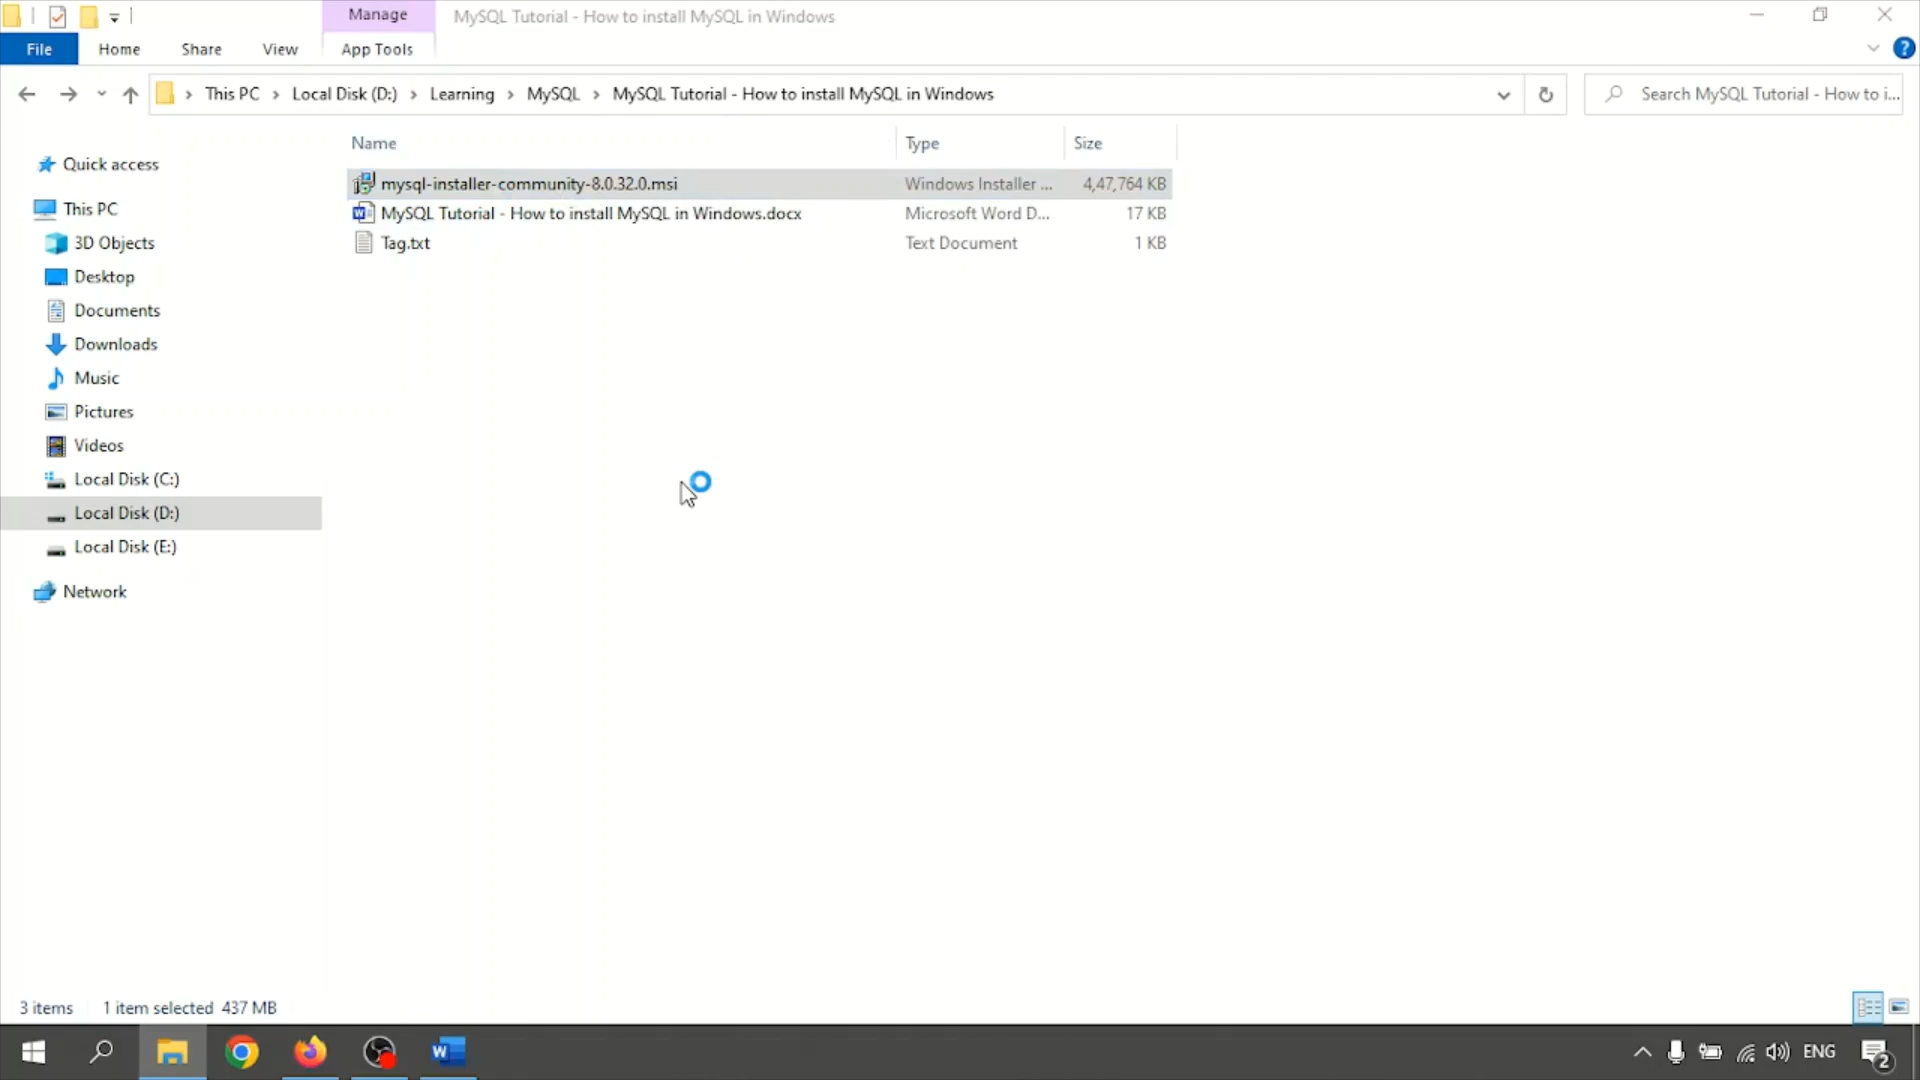 Manage
MySQL Tutorial - How to install MySQL in Windows
File Home Share View App Tools
This PC > Local Disk (D:) > Learning > MySQL > MySQL Tutorial - How to install MySQL in Windows
Search MySQL Tutorial - How to i...
Name Type Size
mysql-installer-community-8.0.32.0.msi Windows Installer ... 4,47,764 KB
MySQL Tutorial - How to install MySQL in Windows.docx Microsoft Word D... 17 KB
Tag.txt Text Document 1 KB
Quick access
This PC
3D Objects
Desktop
Documents
Downloads
Music
Pictures
Videos
Local Disk (C:)
Local Disk (D:)
Local Disk (E:)
Network
3 items 1 item selected 437 MB
W
ENG
2